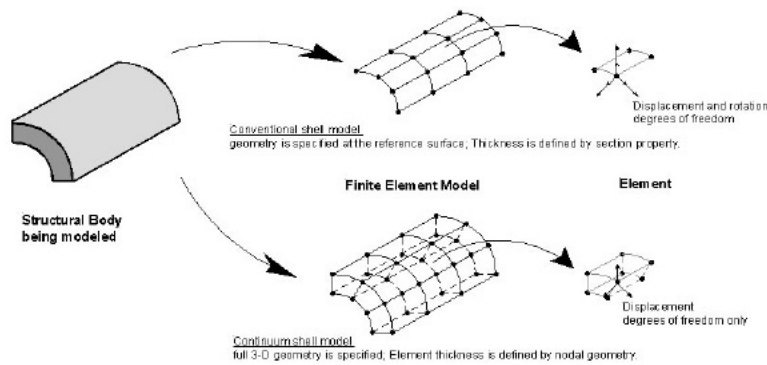 Displacement and rotation
degrees of freedom
Conventional shell model
geometry is specified at the reference surface; Thickness is defined by section property.
Finite Element Model
Element
Structural Body
being modeled
Displacement
degrees of freedom only
Continuum shell model
full 3-D geometry is specified; Element thickness is defined by nodal geometry.